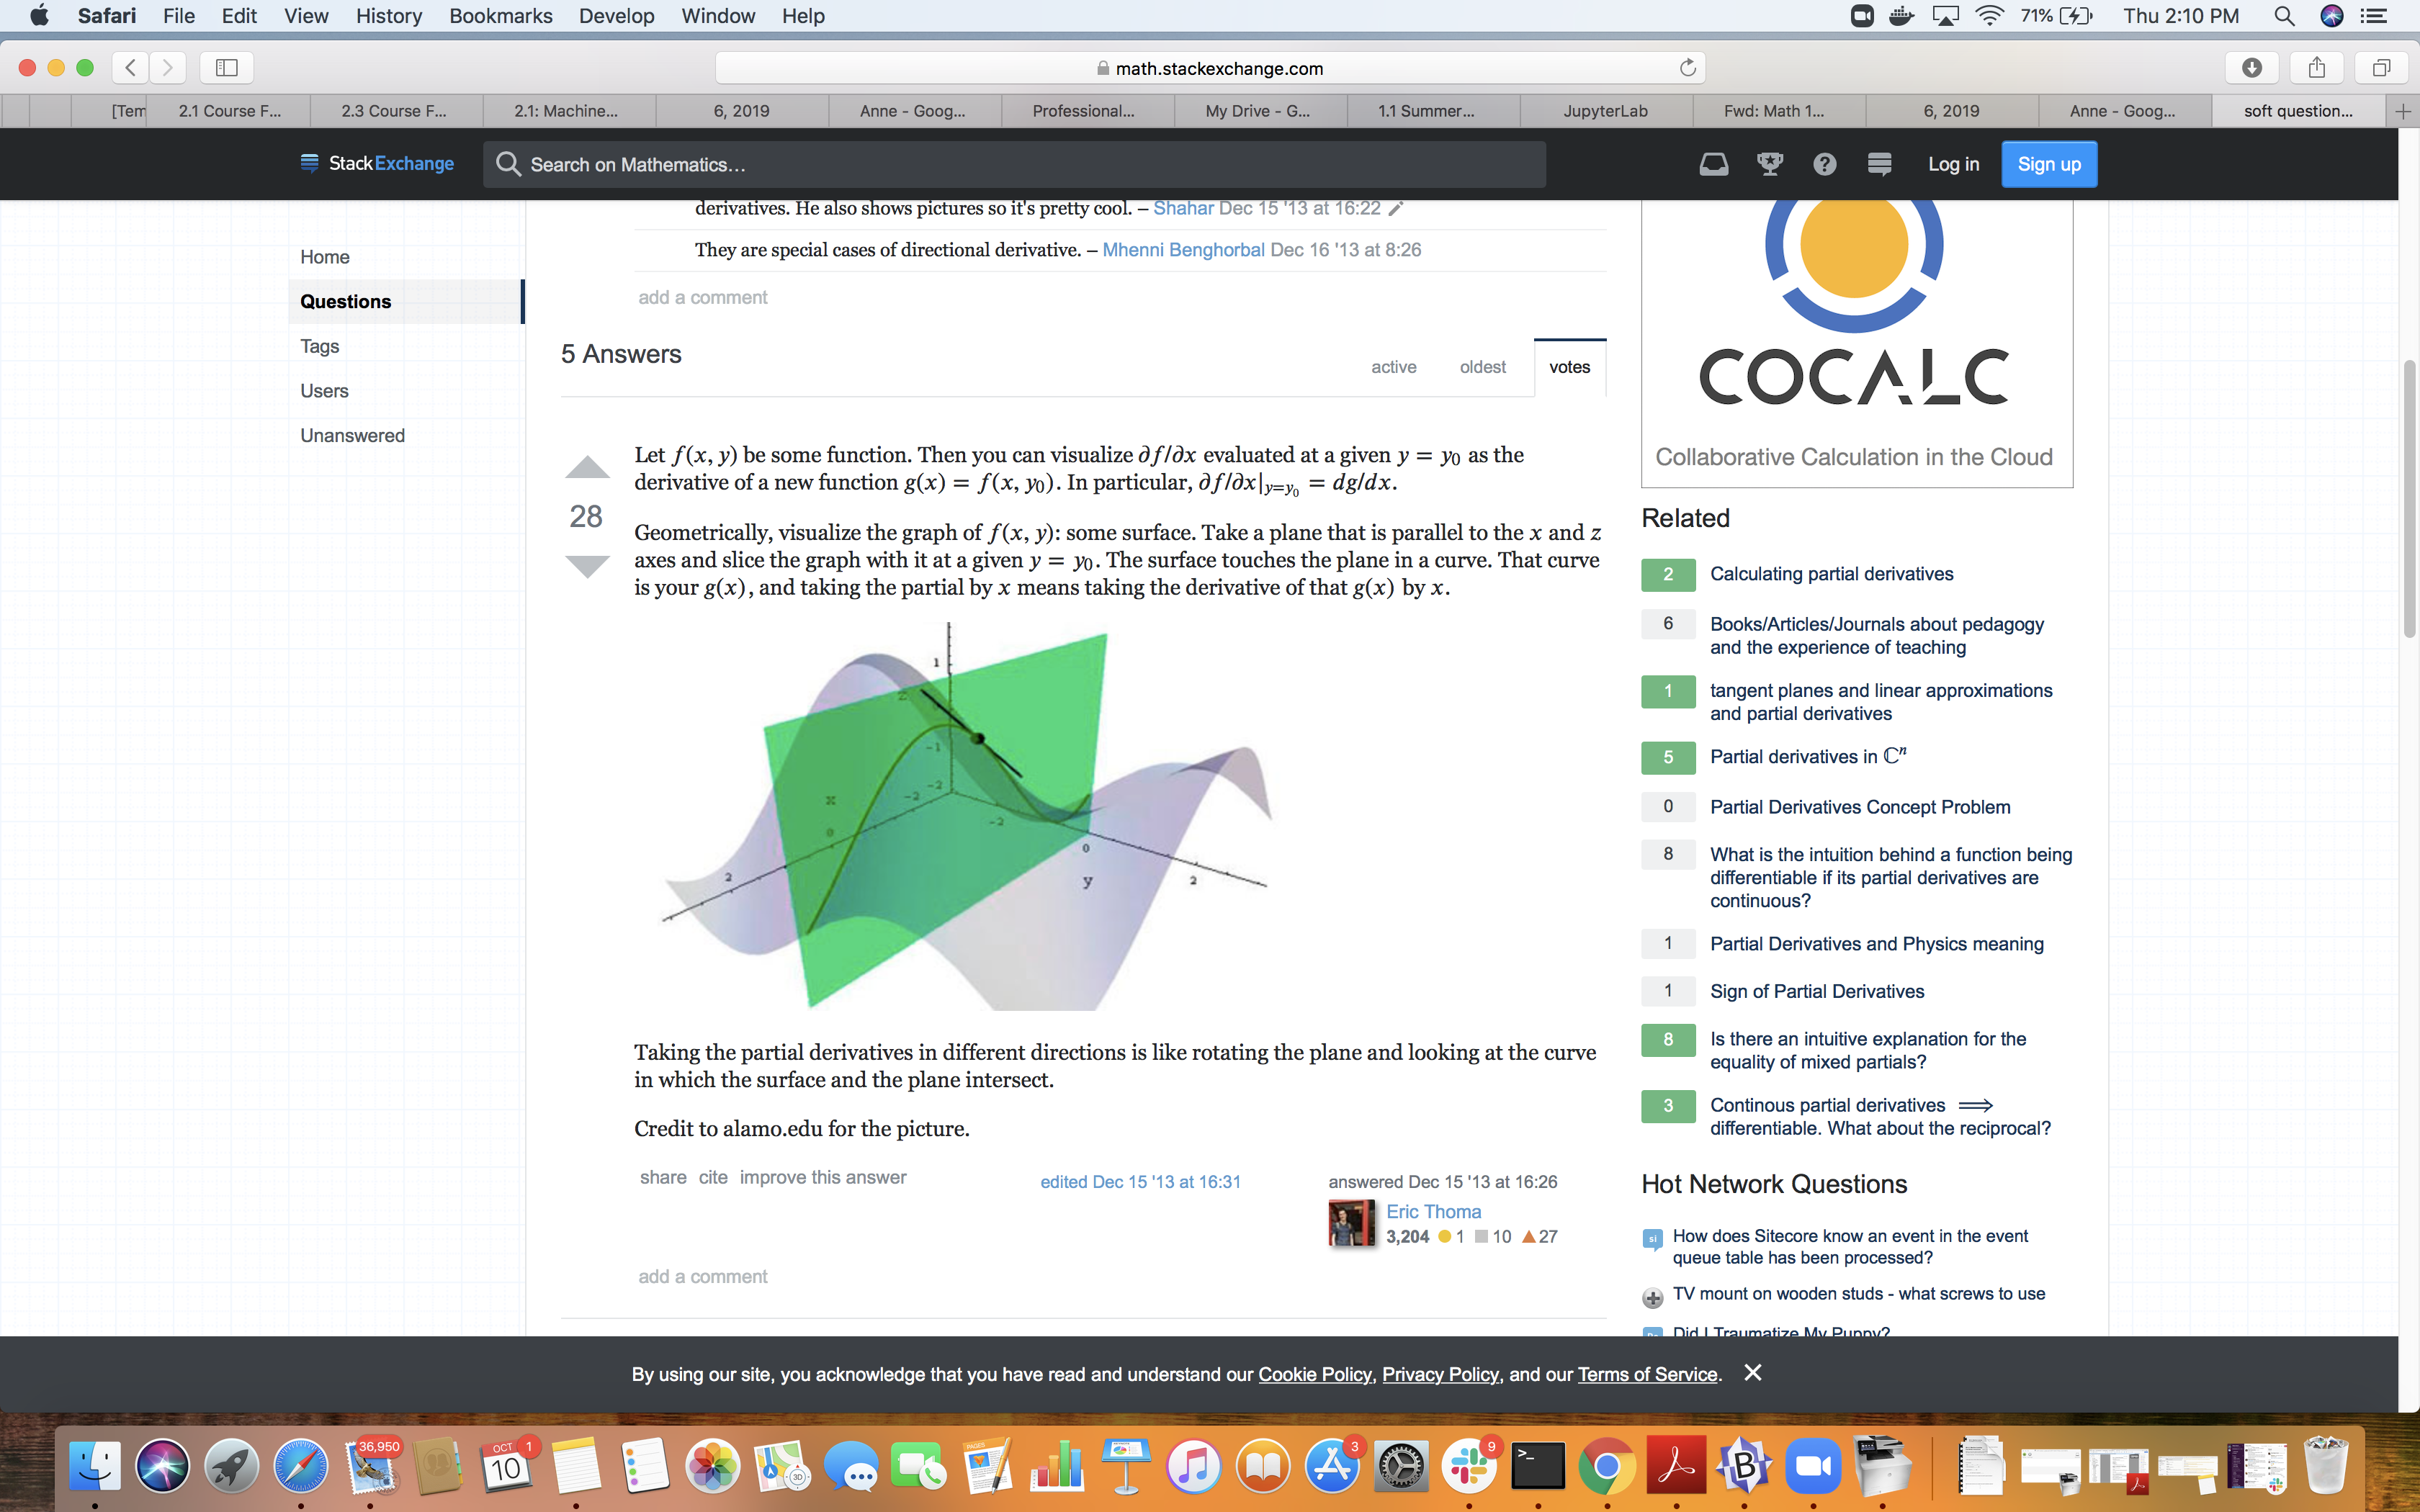 Safari File Edit View History Bookmarks Develop Window Help 71% Thu 2:10 PM
math.stackexchange.com
[Tem 2.1 Course F... 2.3 Course F... 2.1: Machine... 6, 2019 Anne - Goog... Professional... My Drive - G... 1.1 Summer... JupyterLab Fwd: Math 1... 6, 2019 Anne - Goog... soft question...
StackExchange Search on Mathematics... Log in Sign up
Home
Questions
Tags
Users
Unanswered
derivatives. He also shows pictures so it's pretty cool. – Shahar Dec 15 '13 at 16:22
They are special cases of directional derivative. – Mhenni Benghorbal Dec 16 '13 at 8:26
add a comment
5 Answers active oldest votes
28
Let f(x, y) be some function. Then you can visualize ∂f/∂x evaluated at a given y = y₀ as the
derivative of a new function g(x) = f(x, y₀). In particular, ∂f/∂x|y=y₀ = dg/dx.
Geometrically, visualize the graph of f(x, y): some surface. Take a plane that is parallel to the x and z
axes and slice the graph with it at a given y = y₀. The surface touches the plane in a curve. That curve
is your g(x), and taking the partial by x means taking the derivative of that g(x) by x.
1
z
-1
-2
-2
x
-2
0
0
2
y
2
Taking the partial derivatives in different directions is like rotating the plane and looking at the curve
in which the surface and the plane intersect.
Credit to alamo.edu for the picture.
share cite improve this answer edited Dec 15 '13 at 16:31 answered Dec 15 '13 at 16:26
Eric Thoma
3,204 1 10 27
add a comment
COCALC
Collaborative Calculation in the Cloud
Related
2 Calculating partial derivatives
6 Books/Articles/Journals about pedagogy
and the experience of teaching
1 tangent planes and linear approximations
and partial derivatives
5 Partial derivatives in ℂⁿ
0 Partial Derivatives Concept Problem
8 What is the intuition behind a function being
differentiable if its partial derivatives are
continuous?
1 Partial Derivatives and Physics meaning
1 Sign of Partial Derivatives
8 Is there an intuitive explanation for the
equality of mixed partials?
3 Continous partial derivatives ⟹
differentiable. What about the reciprocal?
Hot Network Questions
si How does Sitecore know an event in the event
queue table has been processed?
TV mount on wooden studs - what screws to use
Did I Traumatize My Puppy?
By using our site, you acknowledge that you have read and understand our Cookie Policy, Privacy Policy, and our Terms of Service.
36,950 OCT 10 1 3D PAGES 3 9 >_ B